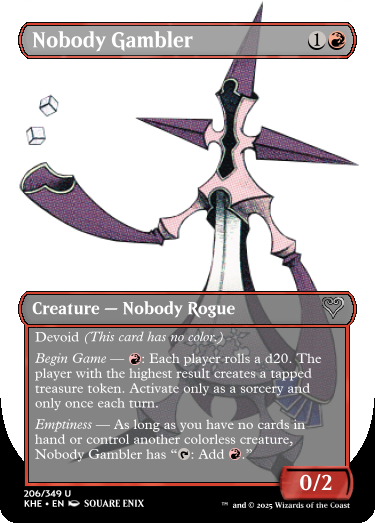 Nobody Gambler 1
Creature — Nobody Rogue
Devoid (This card has no color.)
Begin Game — : Each player rolls a d20. The
player with the highest result creates a tapped
treasure token. Activate only as a sorcery and
only once each turn.
Emptiness — As long as you have no cards in
hand or control another colorless creature,
Nobody Gambler has “: Add .”
0/2
206/349 U
KHE • EN SQUARE ENIX
™ and © 2025 Wizards of the Coast